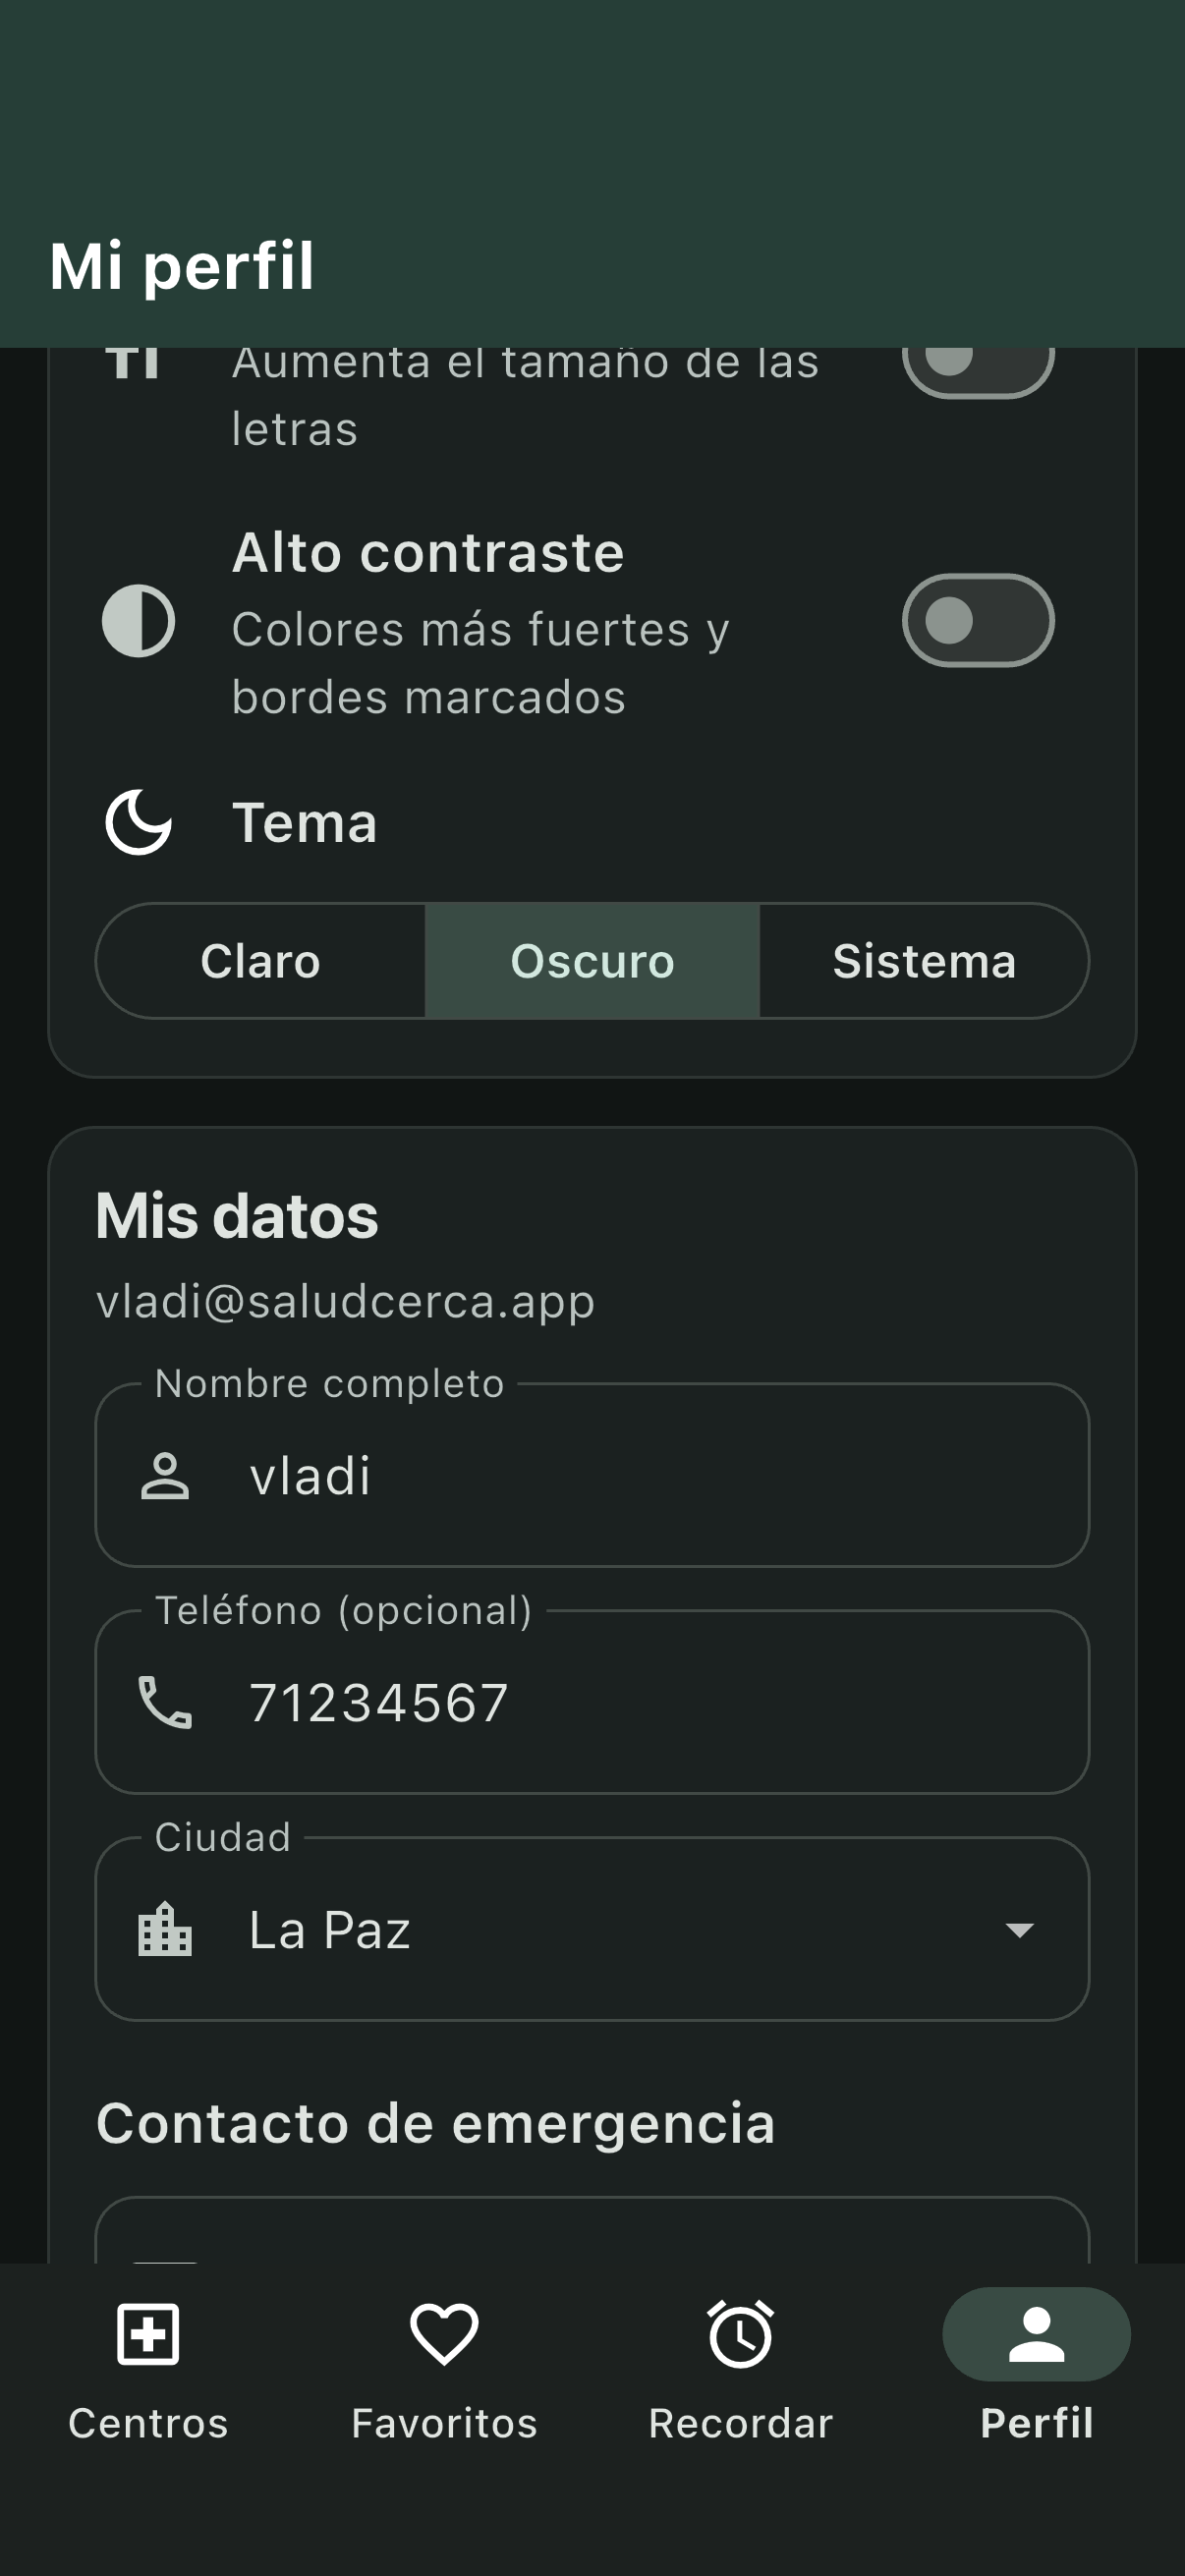 Mi perfil
Aumenta el tamaño de las
letras
Alto contraste
Colores más fuertes y
bordes marcados
Tema
Claro
Oscuro
Sistema
Mis datos
vladi@saludcerca.app
Nombre completo
vladi
Teléfono (opcional)
71234567
Ciudad
La Paz
Contacto de emergencia
Centros
Favoritos
Recordar
Perfil